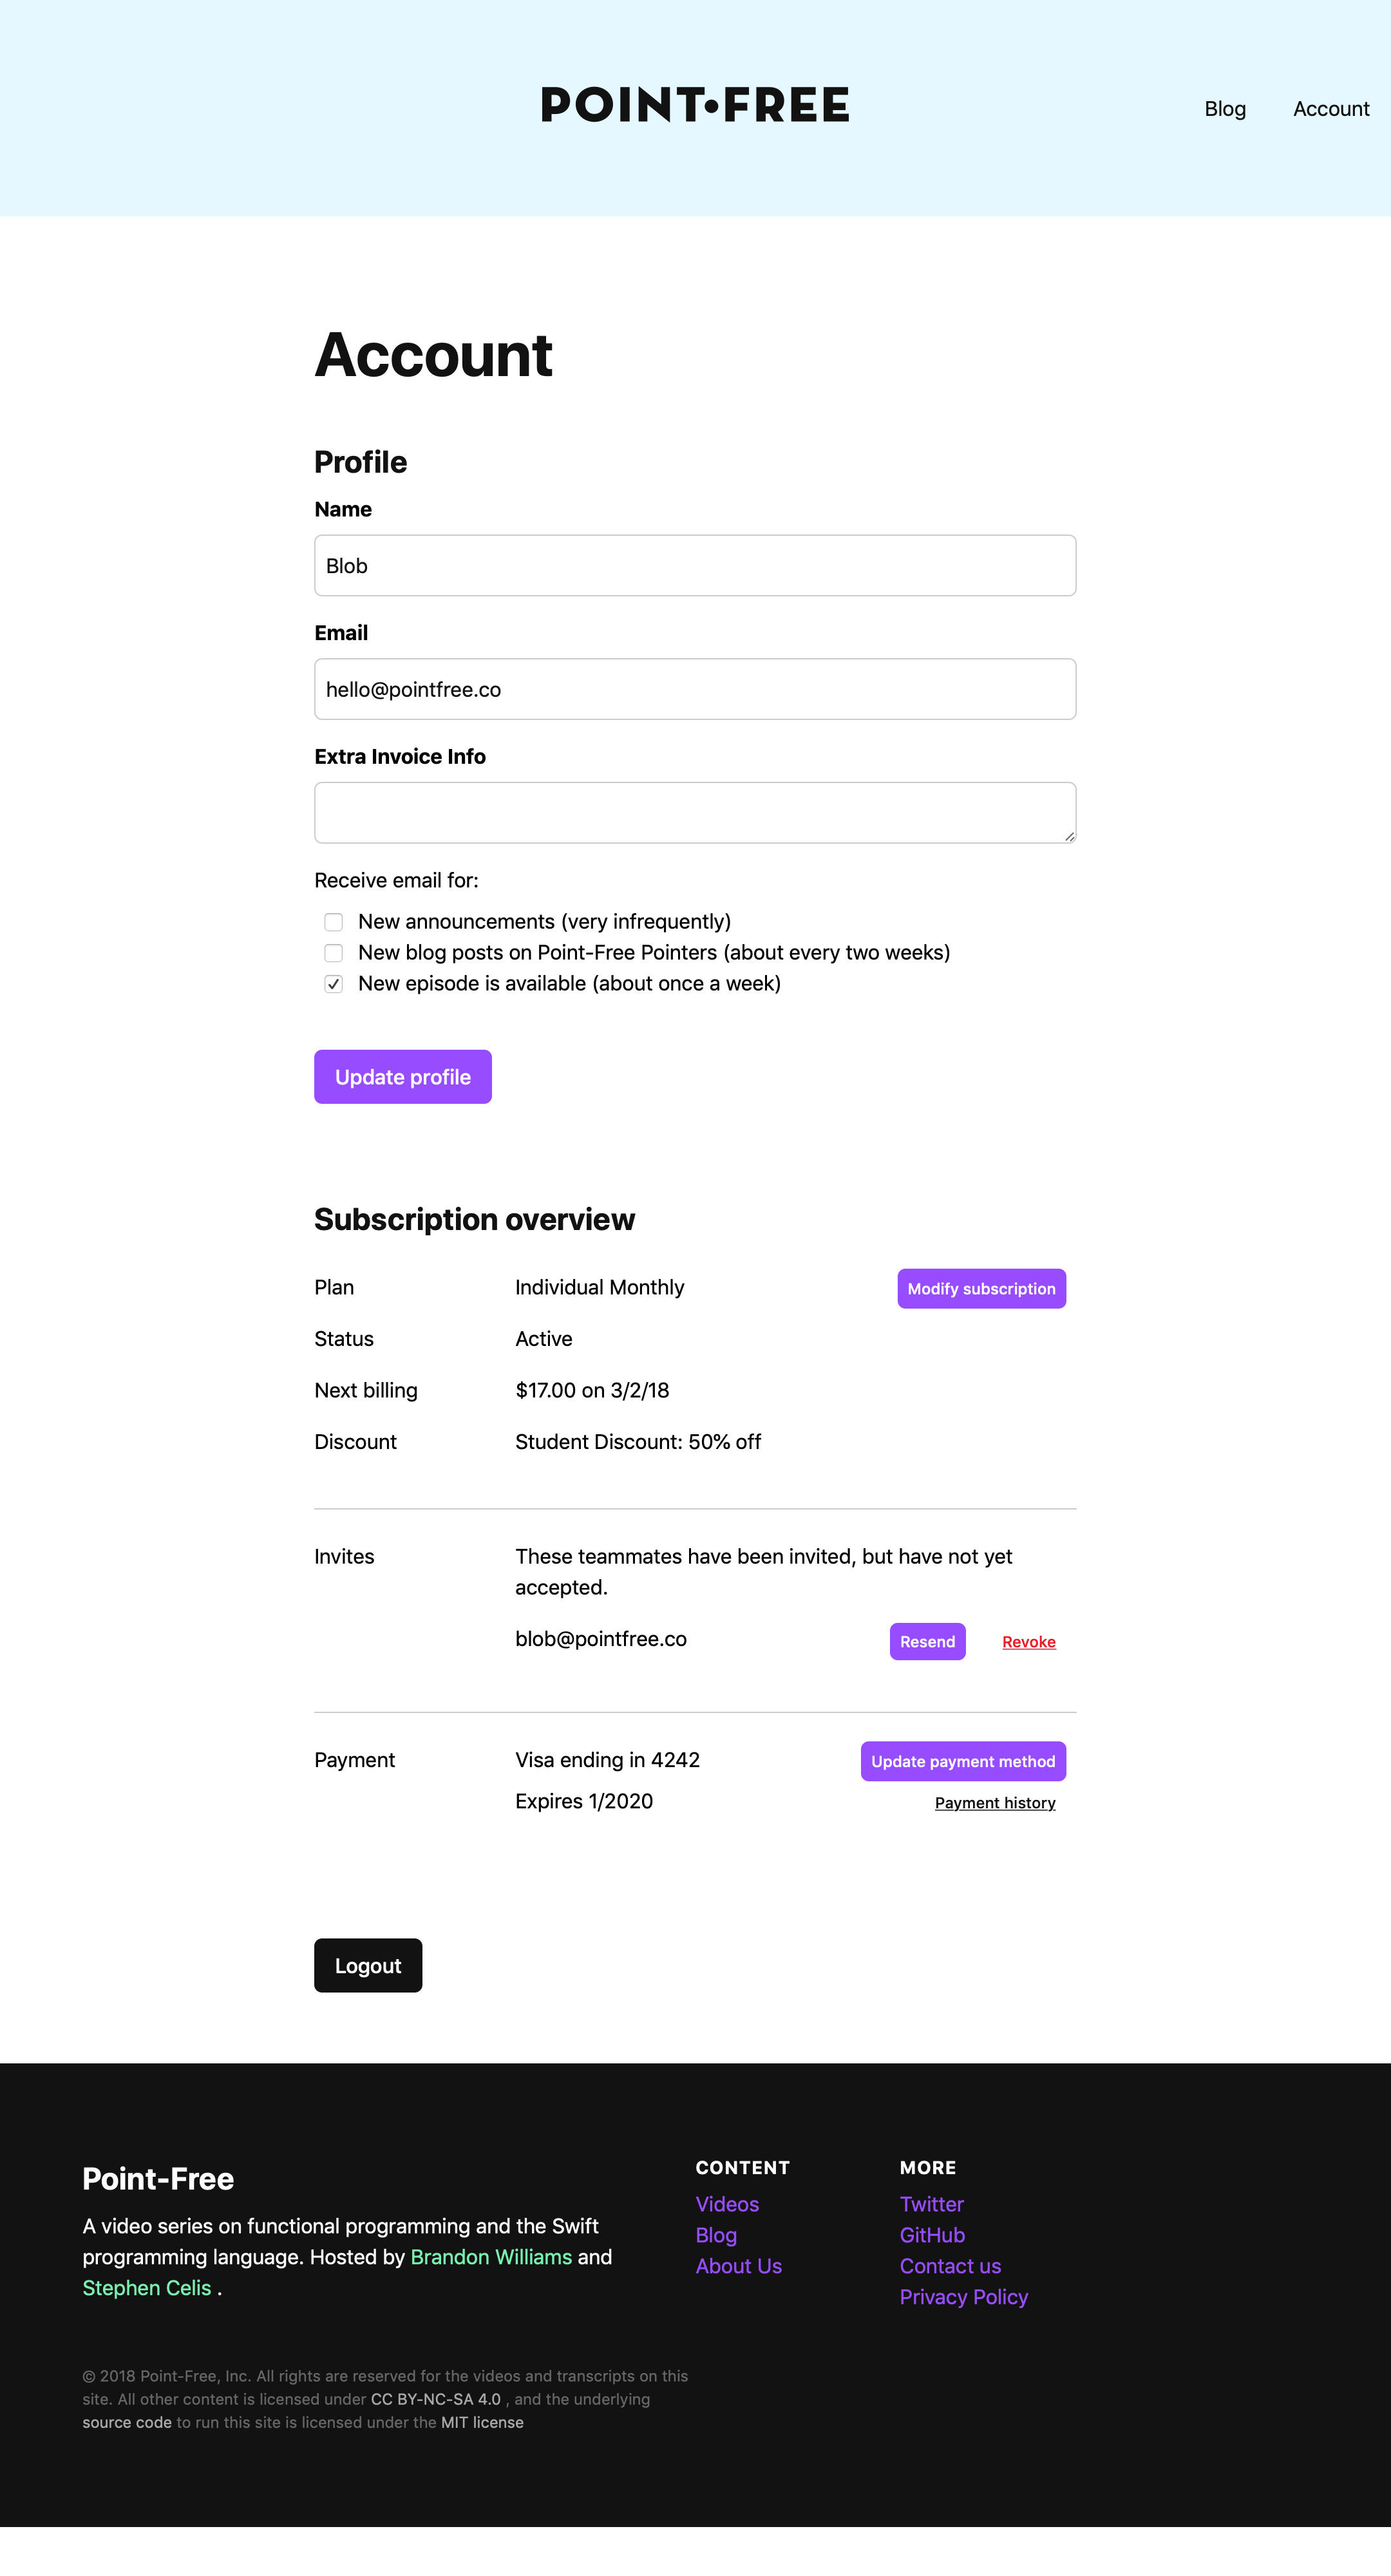 POINT•FREE
Blog
Account
Account
Profile
Name
Blob
Email
hello@pointfree.co
Extra Invoice Info
Receive email for:
New announcements (very infrequently)
New blog posts on Point-Free Pointers (about every two weeks)
New episode is available (about once a week)
Update profile
Subscription overview
Plan
Individual Monthly
Modify subscription
Status
Active
Next billing
$17.00 on 3/2/18
Discount
Student Discount: 50% off
Invites
These teammates have been invited, but have not yet
accepted.
blob@pointfree.co
Resend
Revoke
Payment
Visa ending in 4242
Update payment method
Expires 1/2020
Payment history
Logout
Point-Free
A video series on functional programming and the Swift
programming language. Hosted by Brandon Williams and
Stephen Celis .
CONTENT
Videos
Blog
About Us
MORE
Twitter
GitHub
Contact us
Privacy Policy
© 2018 Point-Free, Inc. All rights are reserved for the videos and transcripts on this
site. All other content is licensed under CC BY-NC-SA 4.0 , and the underlying
source code to run this site is licensed under the MIT license